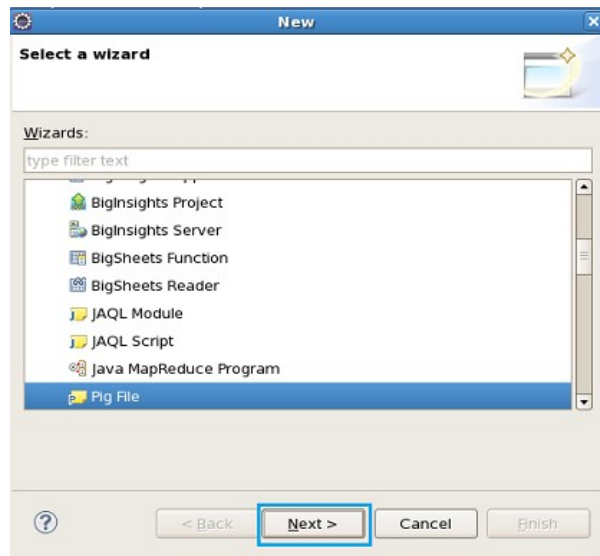 New
Select a wizard
Wizards:
type filter text
BigInsights Project
BigInsights Server
BigSheets Function
BigSheets Reader
JAQL Module
JAQL Script
Java MapReduce Program
Pig File
< Back Next > Cancel Finish